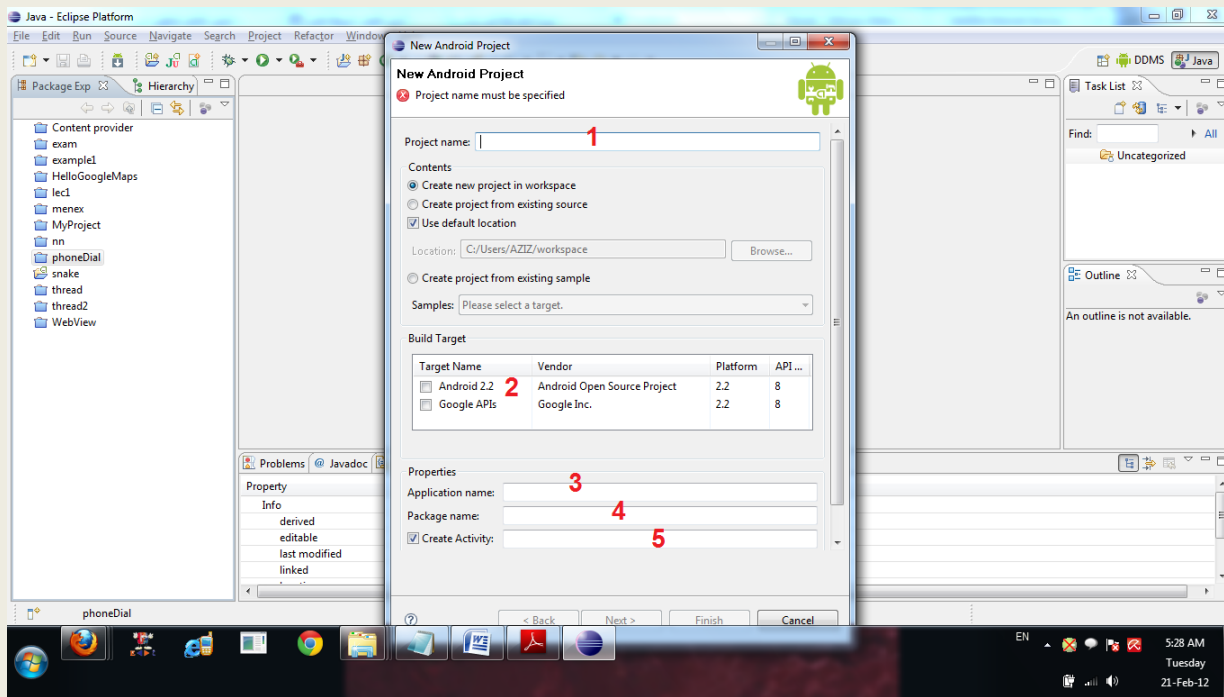 Java - Eclipse Platform
File Edit Run Source Navigate Search Project Refactor Window
DDMS Java
Package Exp Hierarchy
Content provider
exam
example1
HelloGoogleMaps
lec1
menex
MyProject
nn
phoneDial
snake
thread
thread2
WebView
New Android Project
New Android Project
Project name must be specified
Project name: 1
Contents
Create new project in workspace
Create project from existing source
Use default location
Location: C:/Users/AZIZ/workspace Browse...
Create project from existing sample
Samples: Please select a target.
Build Target
Target Name Vendor Platform API ...
Android 2.2 2 Android Open Source Project 2.2 8
Google APIs Google Inc. 2.2 8
Properties
Application name: 3
Package name: 4
Create Activity: 5
< Back Next > Finish Cancel
Task List
Find: All
Uncategorized
Outline
An outline is not available.
Problems @ Javadoc
Property
Info
derived
editable
last modified
linked
phoneDial
EN
5:28 AM
Tuesday
21-Feb-12